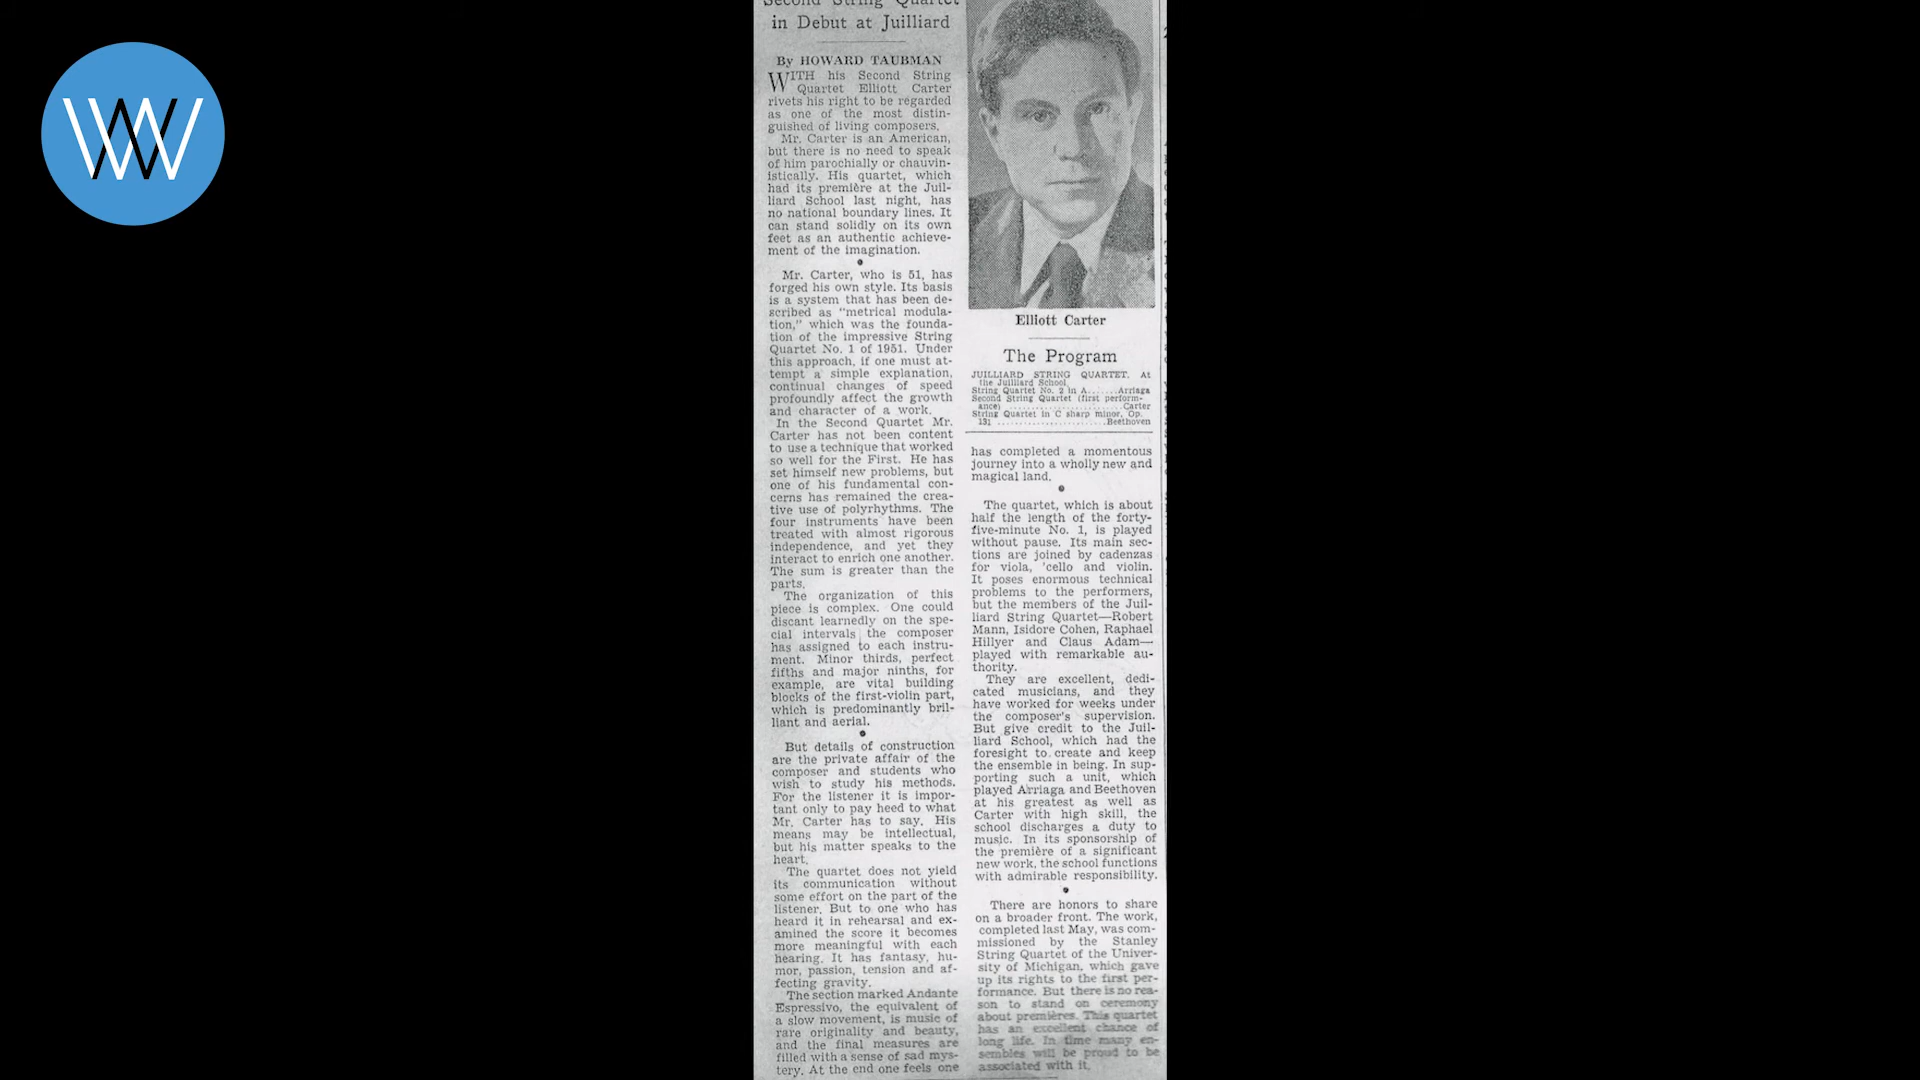 W
Second String Quartet
in Debut at Juilliard
By HOWARD TAUBMAN
WITH his Second String
Quartet Elliott Carter
rivets his right to be regarded
as one of the most distin-
guished of living composers.
Mr. Carter is an American,
but there is no need to speak
of him parochially or chauvin-
istically. His quartet, which
had its première at the Juil-
liard School last night, has
no national boundary lines. It
can stand solidly on its own
feet as an authentic achieve-
ment of the imagination.
Mr. Carter, who is 51, has
forged his own style. Its basis
is a system that has been de-
scribed as "metrical modula-
tion," which was the founda-
tion of the impressive String
Quartet No. 1 of 1951. Under
this approach, if one must at-
tempt a simple explanation,
continual changes of speed
profoundly affect the growth
and character of a work.
In the Second Quartet Mr.
Carter has not been content
to use a technique that worked
so well for the First. He has
set himself new problems, but
one of his fundamental con-
cerns has remained the crea-
tive use of polyrhythms. The
four instruments have been
treated with almost rigorous
independence, and yet they
interact to enrich one another.
The sum is greater than the
parts.
The organization of this
piece is complex. One could
discant learnedly on the spe-
cial intervals the composer
has assigned to each instru-
ment. Minor thirds, perfect
fifths and major ninths, for
example, are vital building
blocks of the first-violin part,
which is predominantly bril-
liant and aerial.
But details of construction
are the private affair of the
composer and students who
wish to study his methods.
For the listener it is impor-
tant only to pay heed to what
Mr. Carter has to say. His
means may be intellectual,
but his matter speaks to the
heart.
The quartet does not yield
its communication without
some effort on the part of the
listener. But to one who has
heard it in rehearsal and ex-
amined the score it becomes
more meaningful with each
hearing. It has fantasy, hu-
mor, passion, tension and af-
fecting gravity.
The section marked Andante
Espressivo, the equivalent of
a slow movement, is music of
rare originality and beauty,
and the final measures are
filled with a sense of sad mys-
tery. At the end one feels one
Elliott Carter
The Program
JUILLIARD STRING QUARTET. At
the Juilliard School.
String Quartet No. 2 in A......Arriaga
Second String Quartet (first perform-
ance) ........................Carter
String Quartet in C sharp minor, Op.
131 ........................Beethoven
has completed a momentous
journey into a wholly new and
magical land.
The quartet, which is about
half the length of the forty-
five-minute No. 1, is played
without pause. Its main sec-
tions are joined by cadenzas
for viola, 'cello and violin.
It poses enormous technical
problems to the performers,
but the members of the Juil-
liard String Quartet—Robert
Mann, Isidore Cohen, Raphael
Hillyer and Claus Adam—
played with remarkable au-
thority.
They are excellent, dedi-
cated musicians, and they
have worked for weeks under
the composer's supervision.
But give credit to the Juil-
liard School, which had the
foresight to create and keep
the ensemble in being. In sup-
porting such a unit, which
played Arriaga and Beethoven
at his greatest as well as
Carter with high skill, the
school discharges a duty to
music. In its sponsorship of
the première of a significant
new work, the school functions
with admirable responsibility.
There are honors to share
on a broader front. The work,
completed last May, was com-
missioned by the Stanley
String Quartet of the Univer-
sity of Michigan, which gave
up its rights to the first per-
formance. But there is no rea-
son to stand on ceremony
about premières. This quartet
has an excellent chance of
long life. In time many en-
sembles will be proud to be
associated with it.